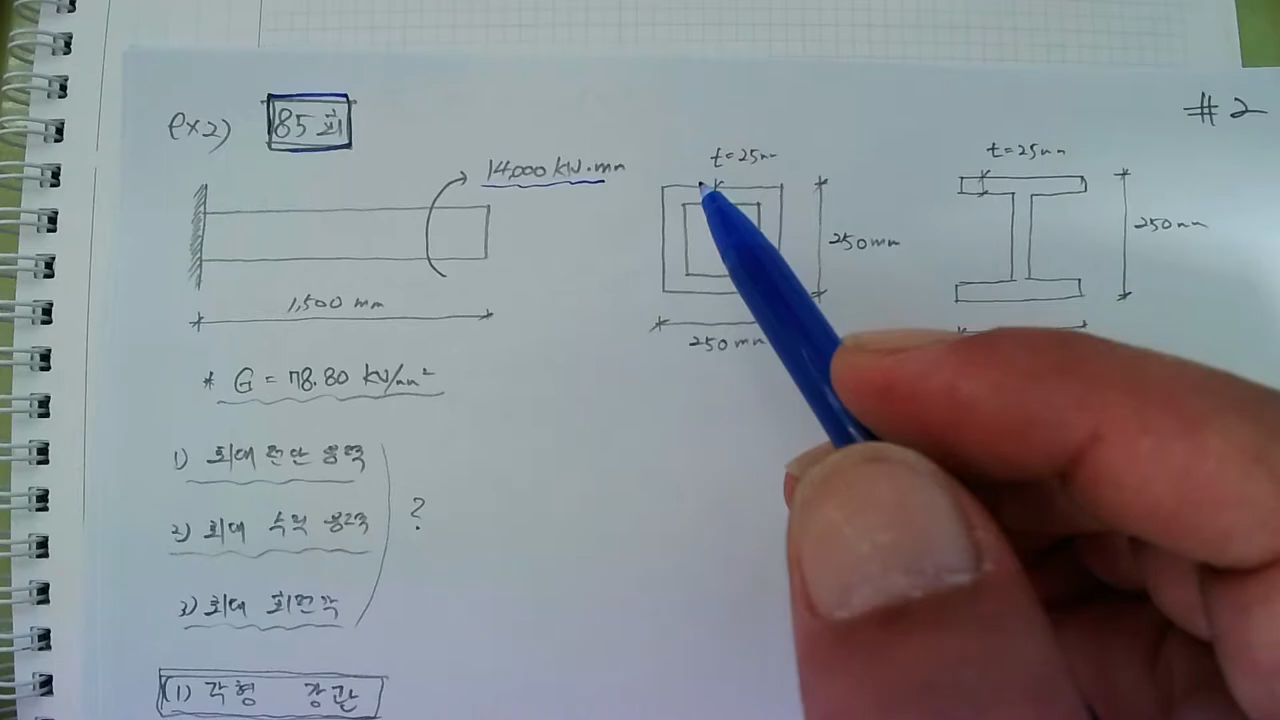 ex2) 85회
#2
14,000 kN.mm
1,500 mm
t=25mm
250mm
250mm
t=25mm
250mm
* G = 78.80 kN/mm²
1) 최대 전단 응력
2) 최대 수직 응력
3) 최대 회전각
?
(1) 각형 강관